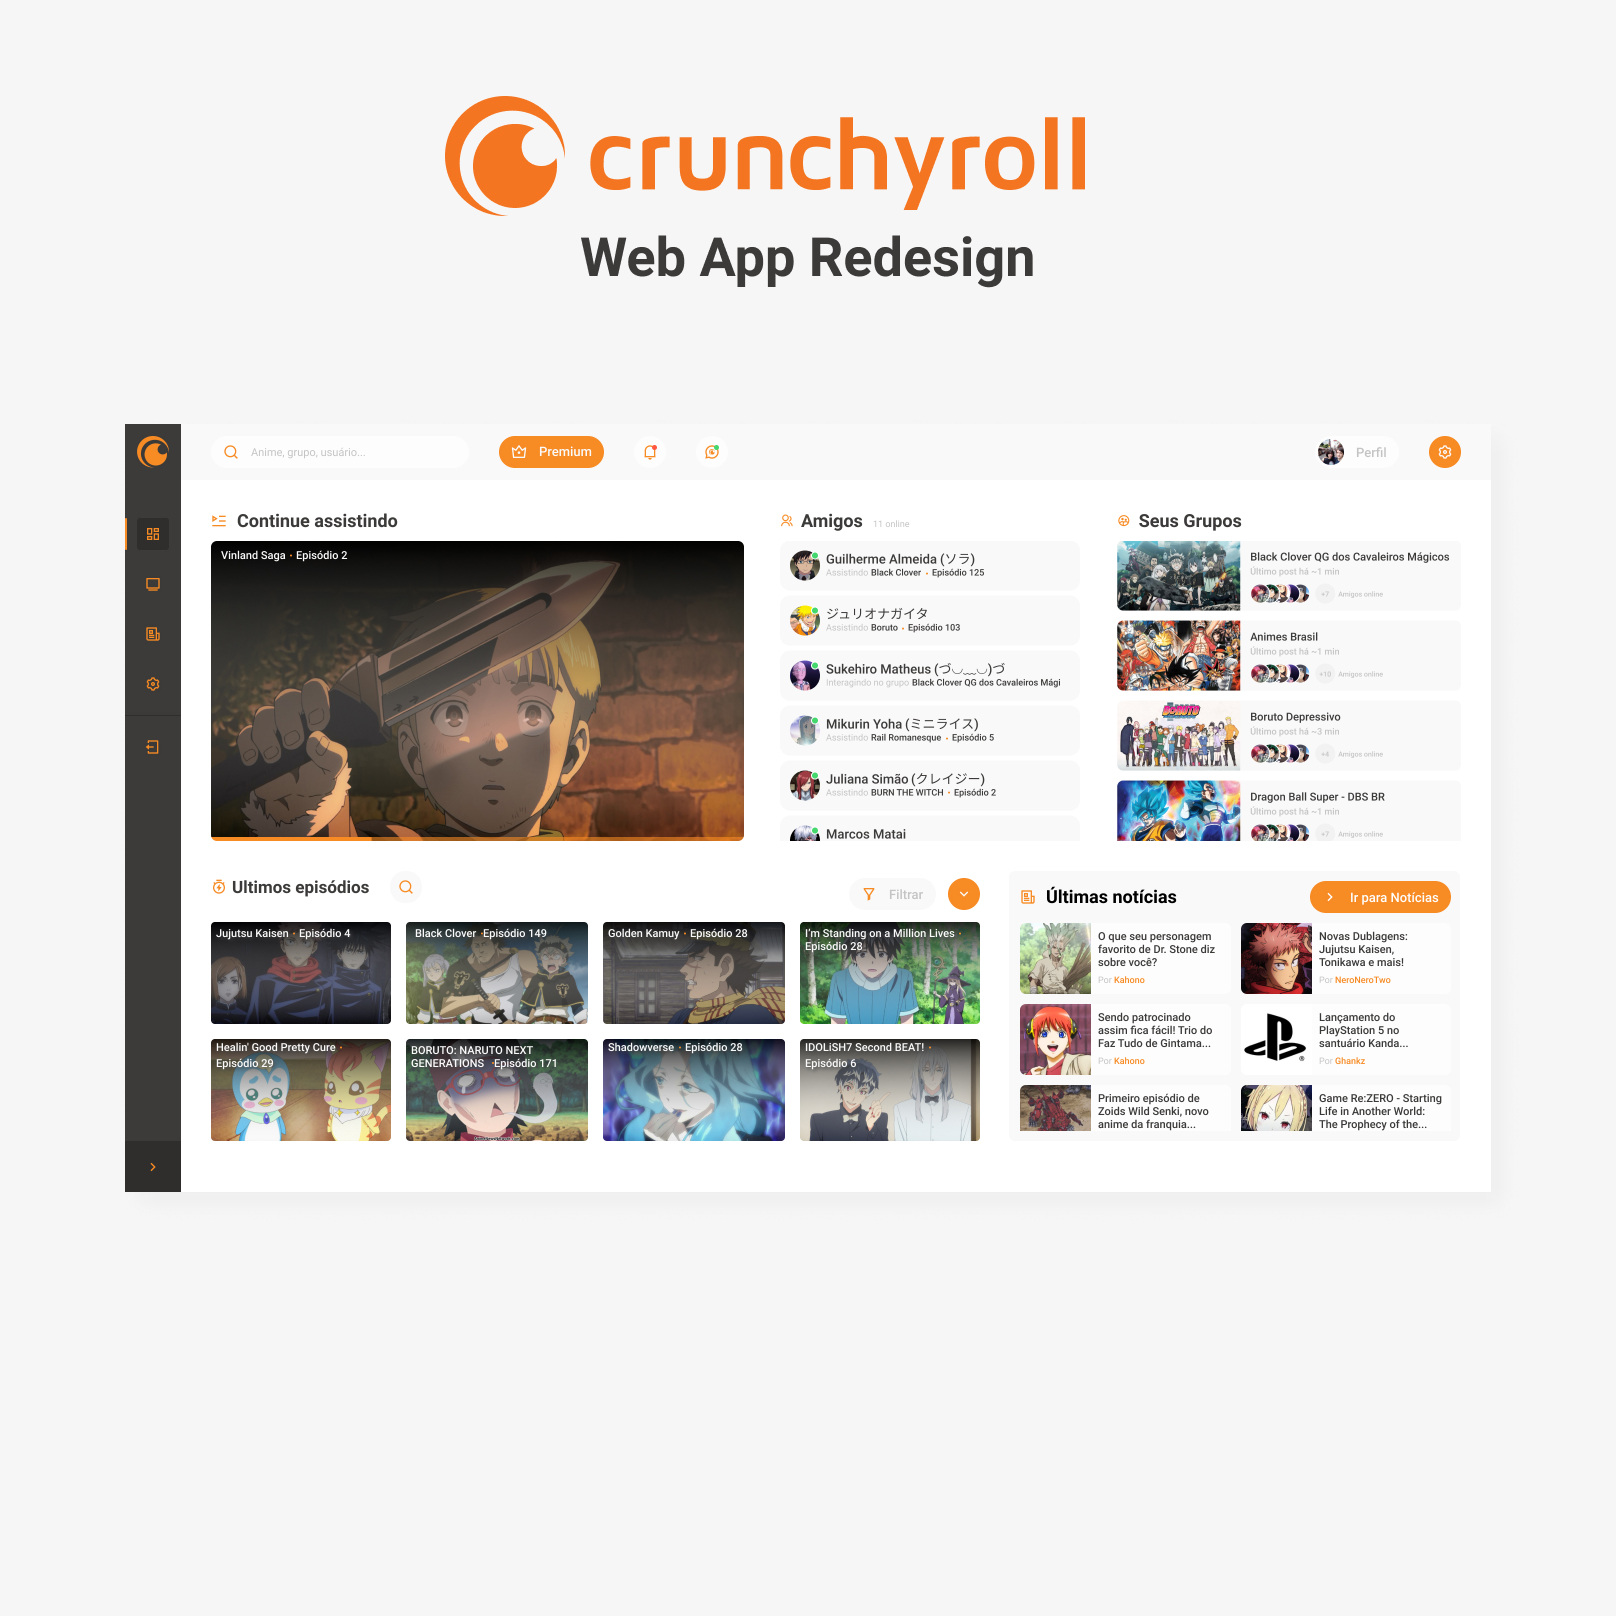 crunchyroll
Web App Redesign
Anime, grupo, usuário...
Premium
Perfil
Continue assistindo
Vinland Saga • Episódio 2
Amigos 11 online
Guilherme Almeida (ソラ)
Assistindo Black Clover • Episódio 125
ジュリオナガイタ
Assistindo Boruto • Episódio 103
Sukehiro Matheus (づ◡﹏◡)づ
Interagindo no grupo Black Clover QG dos Cavaleiros Mági
Mikurin Yoha (ミニライス)
Assistindo Rail Romanesque • Episódio 5
Juliana Simão (クレイジー)
Assistindo BURN THE WITCH • Episódio 2
Marcos Matai
Seus Grupos
Black Clover QG dos Cavaleiros Mágicos
Último post há ~1 min
+7 Amigos online
Animes Brasil
Último post há ~1 min
+10 Amigos online
BORUTO
Boruto Depressivo
Último post há ~3 min
+4 Amigos online
Dragon Ball Super - DBS BR
Último post há ~1 min
+7 Amigos online
Ultimos episódios
Filtrar
Jujutsu Kaisen • Episódio 4
Black Clover •Episódio 149
Golden Kamuy • Episódio 28
I'm Standing on a Million Lives •
Episódio 28
Healin' Good Pretty Cure •
Episódio 29
BORUTO: NARUTO NEXT
GENERATIONS •Episódio 171
Shadowverse • Episódio 28
IDOLiSH7 Second BEAT! •
Episódio 6
Últimas notícias
Ir para Notícias
O que seu personagem
favorito de Dr. Stone diz
sobre você?
Por Kahono
Novas Dublagens:
Jujutsu Kaisen,
Tonikawa e mais!
Por NeroNeroTwo
Sendo patrocinado
assim fica fácil! Trio do
Faz Tudo de Gintama...
Por Kahono
Lançamento do
PlayStation 5 no
santuário Kanda...
Por Ghankz
Primeiro episódio de
Zoids Wild Senki, novo
anime da franquia...
Game Re:ZERO - Starting
Life in Another World:
The Prophecy of the...